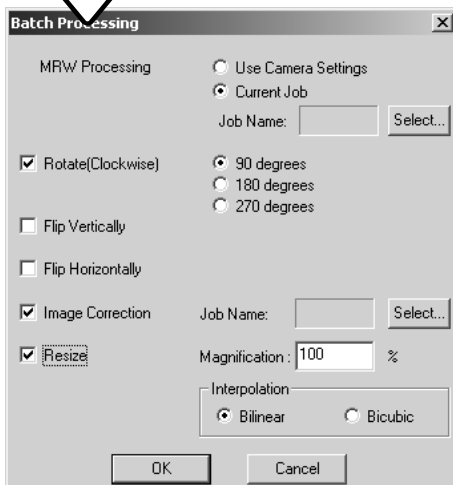 Batch Processing
MRW Processing Use Camera Settings
Current Job
Job Name: Select...
Rotate(Clockwise) 90 degrees
180 degrees
270 degrees
Flip Vertically
Flip Horizontally
Image Correction Job Name: Select...
Resize Magnification : 100 %
Interpolation
Bilinear Bicubic
OK Cancel